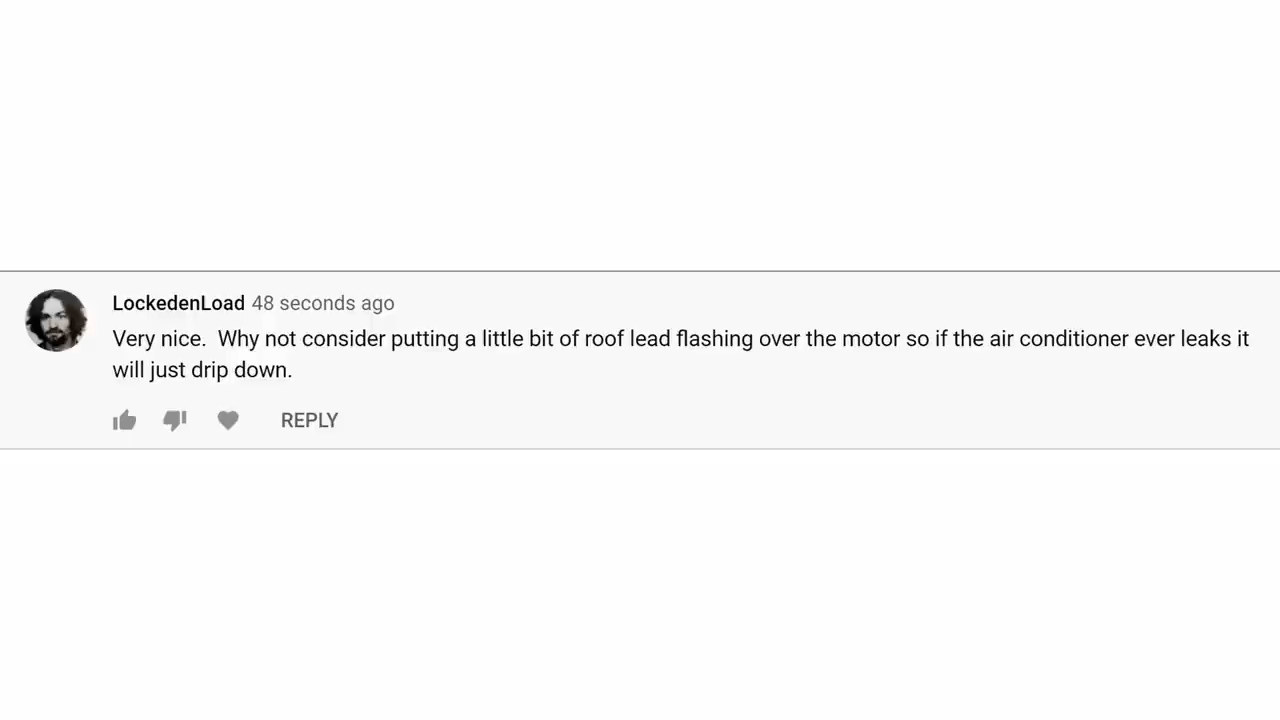 LockedenLoad 48 seconds ago
Very nice.  Why not consider putting a little bit of roof lead flashing over the motor so if the air conditioner ever leaks it
will just drip down.
REPLY